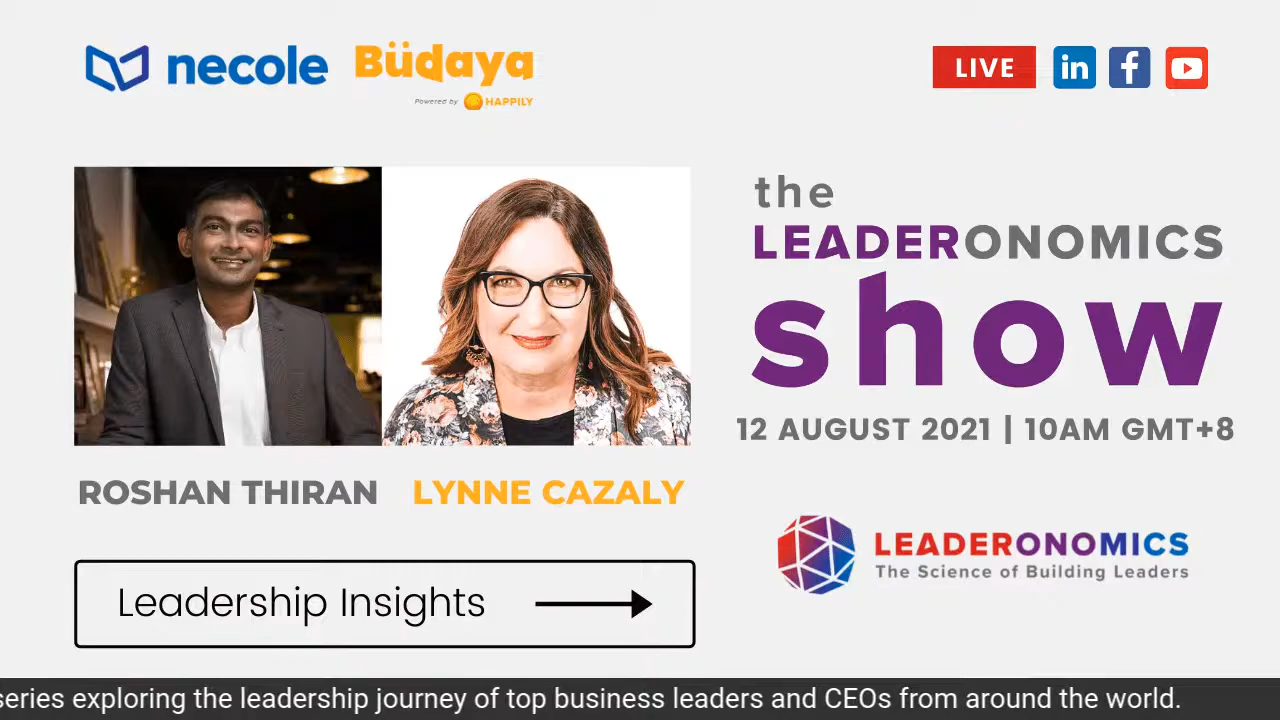 necole
Büdaya
Powered by HAPPILY
LIVE
in
f
the
LEADERONOMICS
show
12 AUGUST 2021 | 10AM GMT+8
ROSHAN THIRAN
LYNNE CAZALY
LEADERONOMICS
The Science of Building Leaders
Leadership Insights
series exploring the leadership journey of top business leaders and CEOs from around the world.